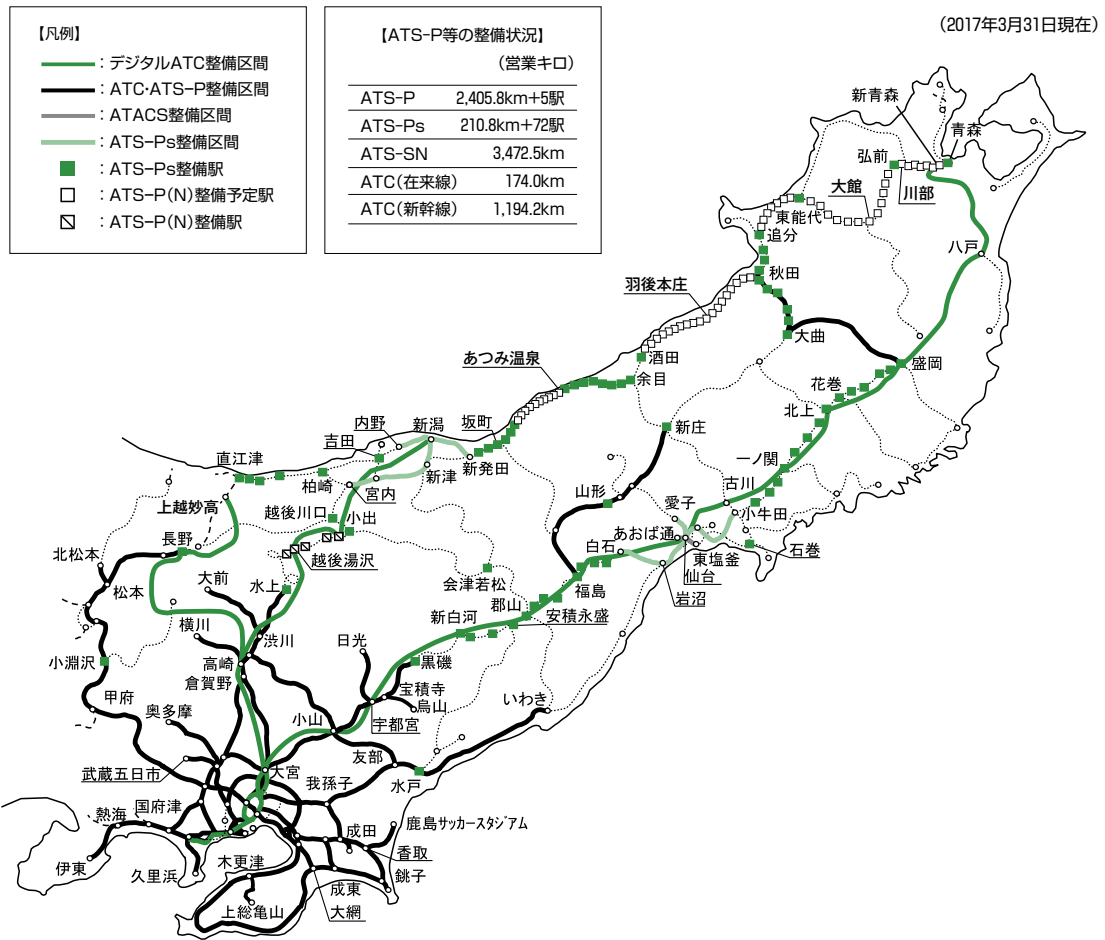 (2017年3月31日現在)
【凡例】
:デジタルATC整備区間
:ATC・ATS-P整備区間
:ATACS整備区間
:ATS-Ps整備区間
:ATS-Ps整備駅
:ATS-P(N)整備予定駅
:ATS-P(N)整備駅
【ATS-P等の整備状況】
(営業キロ)
ATS-P 2,405.8km+5駅
ATS-Ps 210.8km+72駅
ATS-SN 3,472.5km
ATC(在来線) 174.0km
ATC(新幹線) 1,194.2km
新青森
青森
弘前
川部
大館
東能代
追分
八戸
秋田
羽後本庄
大曲
盛岡
酒田
あつみ温泉
余目
花巻
北上
内野
新潟
坂町
新庄
吉田
直江津
新発田
一ノ関
新津
柏崎
宮内
古川
山形
愛子
上越妙高
越後川口
小出
小牛田
あおば通
長野
白石
北松本
越後湯沢
東塩釜
石巻
仙台
大前
松本
水上
会津若松
福島
岩沼
郡山
新白河
安積永盛
横川
渋川
日光
小淵沢
高崎
黒磯
倉賀野
宝積寺
甲府
烏山
いわき
奥多摩
小山
宇都宮
友部
武蔵五日市
大宮
水戸
我孫子
国府津
熱海
成田
鹿島サッカースタジアム
香取
伊東
木更津
久里浜
銚子
成東
上総亀山
大網